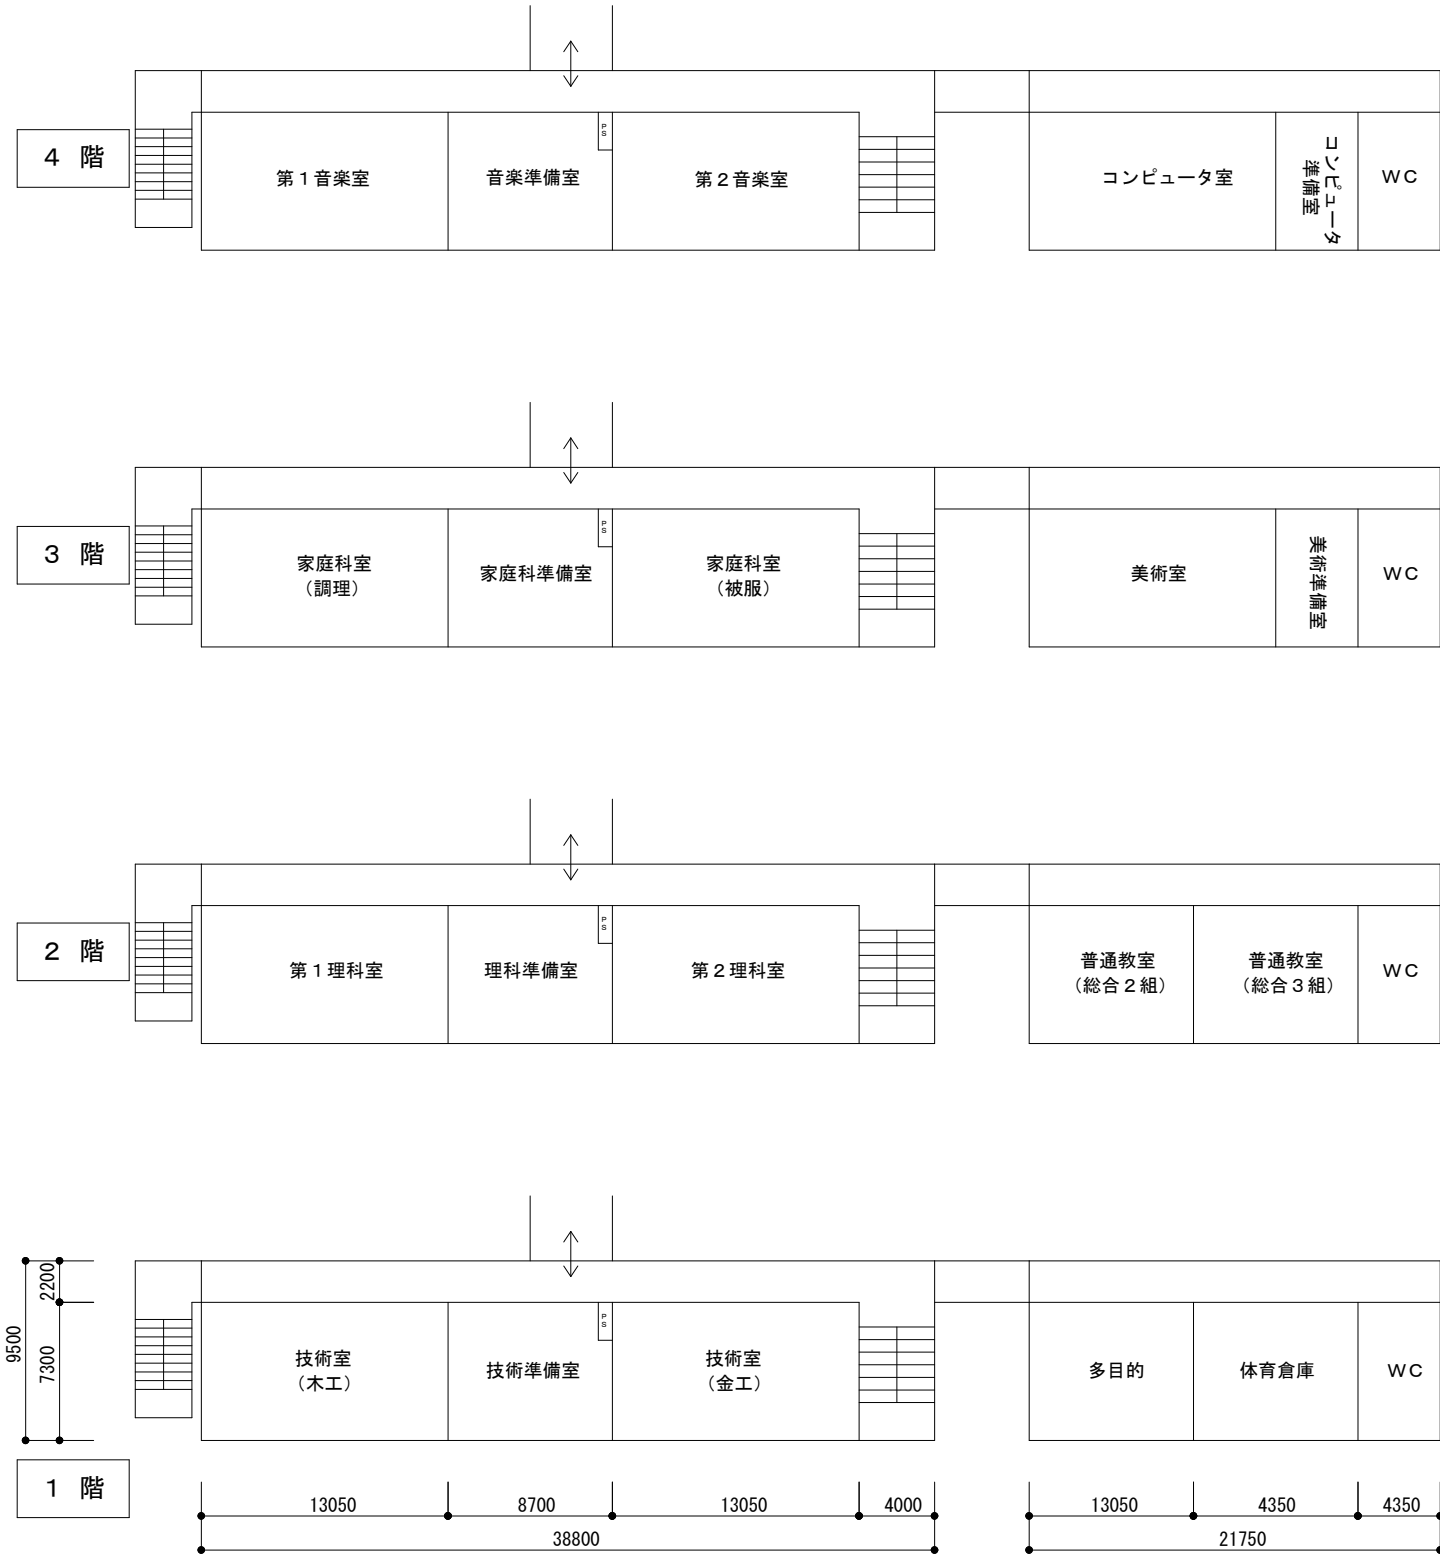 4 階
第1音楽室
音楽準備室
PS
第2音楽室
コンピュータ室
コンピュータ
準備室
WC
3 階
家庭科室
(調理)
家庭科準備室
PS
家庭科室
(被服)
美術室
美術準備室
WC
2 階
第1理科室
理科準備室
PS
第2理科室
普通教室
(総合2組)
普通教室
(総合3組)
WC
9500
2200
7300
技術室
(木工)
技術準備室
PS
技術室
(金工)
多目的
体育倉庫
WC
1 階
13050
8700
13050
4000
13050
4350
4350
38800
21750